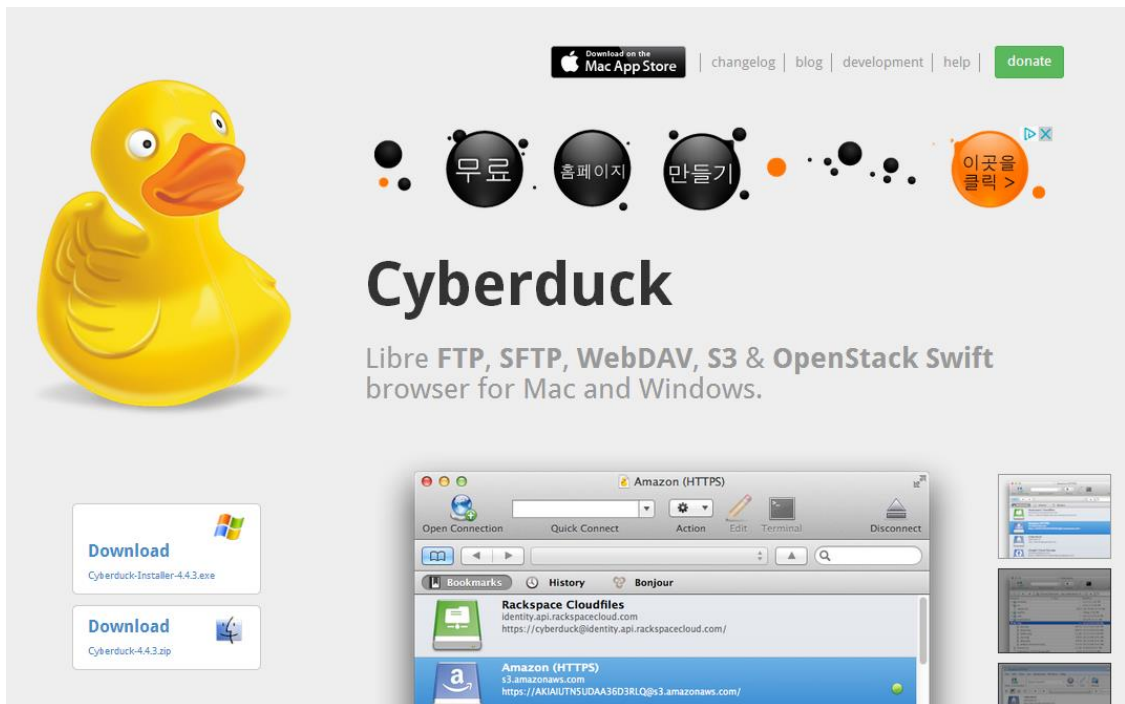 Download on the
Mac App Store
changelog
blog
development
help
donate
무료
홈페이지
만들기
이곳을
클릭 >
Cyberduck
Libre FTP, SFTP, WebDAV, S3 & OpenStack Swift
browser for Mac and Windows.
Download
Cyberduck-Installer-4.4.3.exe
Download
Cyberduck-4.4.3.zip
Amazon (HTTPS)
Open Connection
Quick Connect
Action
Edit
Terminal
Disconnect
Bookmarks
History
Bonjour
Rackspace Cloudfiles
identity.api.rackspacecloud.com
https://cyberduck@identity.api.rackspacecloud.com/
Amazon (HTTPS)
s3.amazonaws.com
https://AKIAIUTN5UDAA36D3RLQ@s3.amazonaws.com/